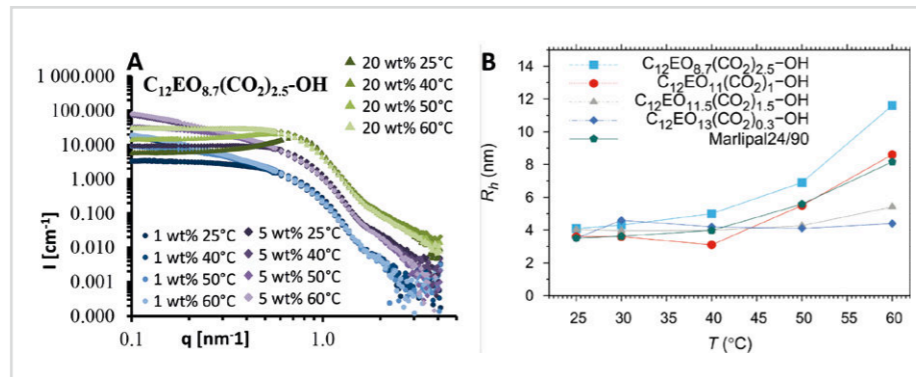 A
C₁₂EO₈.₇(CO₂)₂.₅-OH
20 wt% 25°C
20 wt% 40°C
20 wt% 50°C
20 wt% 60°C
1 000.000
100.000
10.000
1.000
0.100
0.010
0.001
0.000
I [cm⁻¹]
1 wt% 25°C
1 wt% 40°C
1 wt% 50°C
1 wt% 60°C
5 wt% 25°C
5 wt% 40°C
5 wt% 50°C
5 wt% 60°C
0.1
1.0
q [nm⁻¹]
B
C₁₂EO₈.₇(CO₂)₂.₅-OH
C₁₂EO₁₁(CO₂)₁-OH
C₁₂EO₁₁.₅(CO₂)₁.₅-OH
C₁₂EO₁₃(CO₂)₀.₃-OH
Marlipal24/90
14
12
10
8
6
4
2
0
Rₕ (nm)
25 30 35 40 45 50 55 60
T (°C)